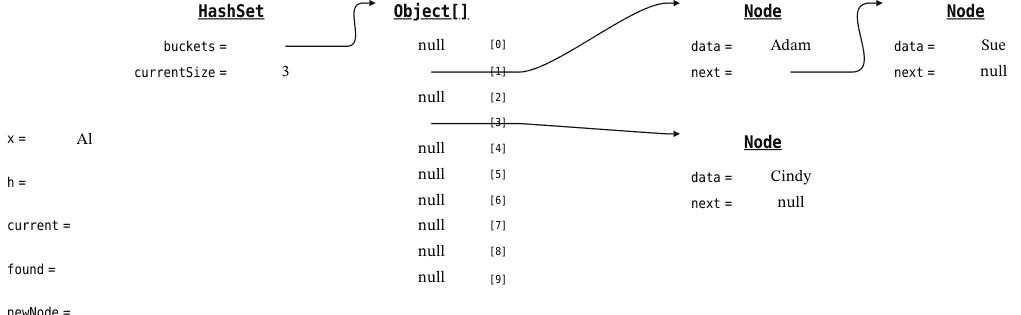 HashSet Object[] Node Node
buckets = null [0] data = Adam data = Sue
currentSize = 3 [1] next = next = null
null [2]
[3]
x = Al null [4] Node
null [5] data = Cindy
h = null [6] next = null
current = null [7]
null [8]
found = null [9]
newNode =